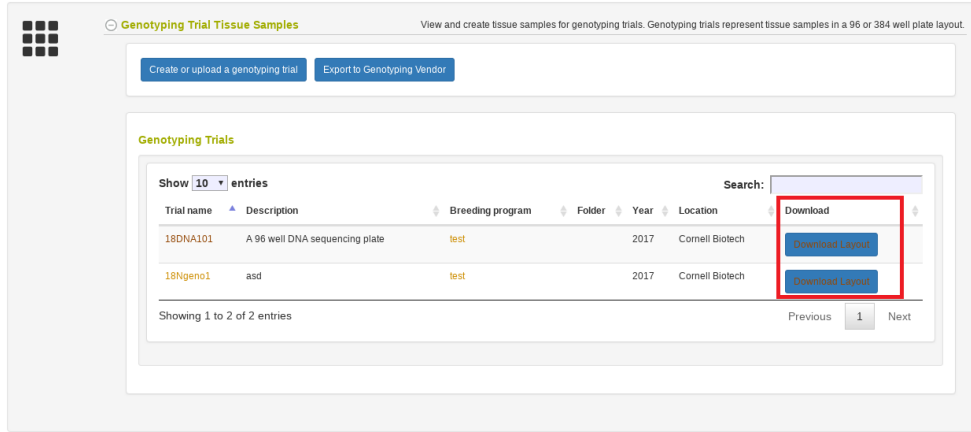 Genotyping Trial Tissue Samples View and create tissue samples for genotyping trials. Genotyping trials represent tissue samples in a 96 or 384 well plate layout.
Create or upload a genotyping trial Export to Genotyping Vendor
Genotyping Trials
Show 10 entries Search:
Trial name Description Breeding program Folder Year Location Download
18DNA101 A 96 well DNA sequencing plate test 2017 Cornell Biotech Download Layout
18Ngeno1 asd test 2017 Cornell Biotech Download Layout
Showing 1 to 2 of 2 entries Previous 1 Next